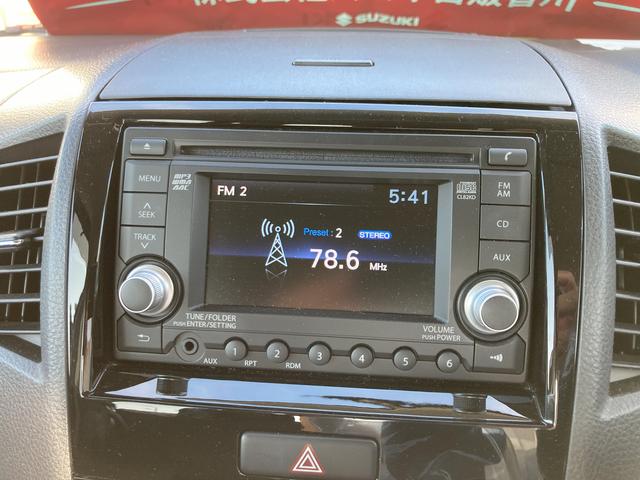 SUZUKI
MENU
MP3
WMA
AAC
FM 2
5:41
CL82KD
FM
AM
SEEK
Preset : 2 STEREO
CD
TRACK
78.6 MHz
AUX
TUNE/FOLDER
PUSH ENTER/SETTING
VOLUME
PUSH POWER
AUX 1 RPT 2 RDM 3 4 5 6